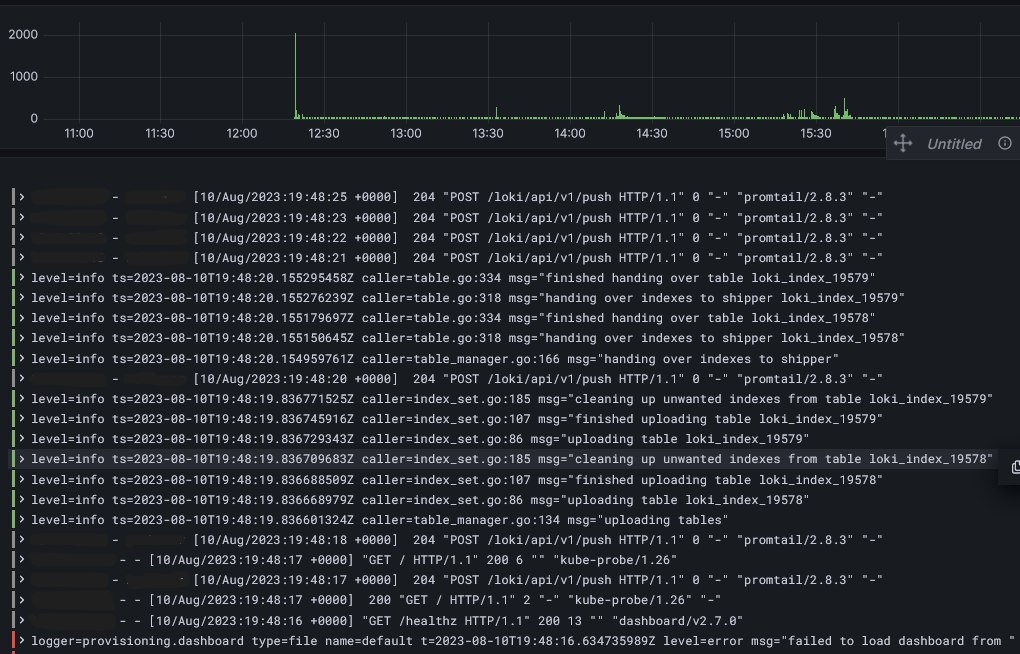 2000
1000
0
11:00 11:30 12:00 12:30 13:00 13:30 14:00 14:30 15:00 15:30
Untitled
- [10/Aug/2023:19:48:25 +0000] 204 "POST /loki/api/v1/push HTTP/1.1" 0 "-" "promtail/2.8.3" "-"
- [10/Aug/2023:19:48:23 +0000] 204 "POST /loki/api/v1/push HTTP/1.1" 0 "-" "promtail/2.8.3" "-"
- [10/Aug/2023:19:48:22 +0000] 204 "POST /loki/api/v1/push HTTP/1.1" 0 "-" "promtail/2.8.3" "-"
- [10/Aug/2023:19:48:21 +0000] 204 "POST /loki/api/v1/push HTTP/1.1" 0 "-" "promtail/2.8.3" "-"
level=info ts=2023-08-10T19:48:20.155295458Z caller=table.go:334 msg="finished handing over table loki_index_19579"
level=info ts=2023-08-10T19:48:20.155276239Z caller=table.go:318 msg="handing over indexes to shipper loki_index_19579"
level=info ts=2023-08-10T19:48:20.155179697Z caller=table.go:334 msg="finished handing over table loki_index_19578"
level=info ts=2023-08-10T19:48:20.155150645Z caller=table.go:318 msg="handing over indexes to shipper loki_index_19578"
level=info ts=2023-08-10T19:48:20.154959761Z caller=table_manager.go:166 msg="handing over indexes to shipper"
- [10/Aug/2023:19:48:20 +0000] 204 "POST /loki/api/v1/push HTTP/1.1" 0 "-" "promtail/2.8.3" "-"
level=info ts=2023-08-10T19:48:19.836771525Z caller=index_set.go:185 msg="cleaning up unwanted indexes from table loki_index_19579"
level=info ts=2023-08-10T19:48:19.836745916Z caller=index_set.go:107 msg="finished uploading table loki_index_19579"
level=info ts=2023-08-10T19:48:19.836729343Z caller=index_set.go:86 msg="uploading table loki_index_19579"
level=info ts=2023-08-10T19:48:19.836709683Z caller=index_set.go:185 msg="cleaning up unwanted indexes from table loki_index_19578"
level=info ts=2023-08-10T19:48:19.836688509Z caller=index_set.go:107 msg="finished uploading table loki_index_19578"
level=info ts=2023-08-10T19:48:19.836668979Z caller=index_set.go:86 msg="uploading table loki_index_19578"
level=info ts=2023-08-10T19:48:19.836601324Z caller=table_manager.go:134 msg="uploading tables"
- [10/Aug/2023:19:48:18 +0000] 204 "POST /loki/api/v1/push HTTP/1.1" 0 "-" "promtail/2.8.3" "-"
- - [10/Aug/2023:19:48:17 +0000] "GET / HTTP/1.1" 200 6 "" "kube-probe/1.26"
- [10/Aug/2023:19:48:17 +0000] 204 "POST /loki/api/v1/push HTTP/1.1" 0 "-" "promtail/2.8.3" "-"
- - [10/Aug/2023:19:48:17 +0000] 200 "GET / HTTP/1.1" 2 "-" "kube-probe/1.26" "-"
- - [10/Aug/2023:19:48:16 +0000] "GET /healthz HTTP/1.1" 200 13 "" "dashboard/v2.7.0"
logger=provisioning.dashboard type=file name=default t=2023-08-10T19:48:16.634735989Z level=error msg="failed to load dashboard from "